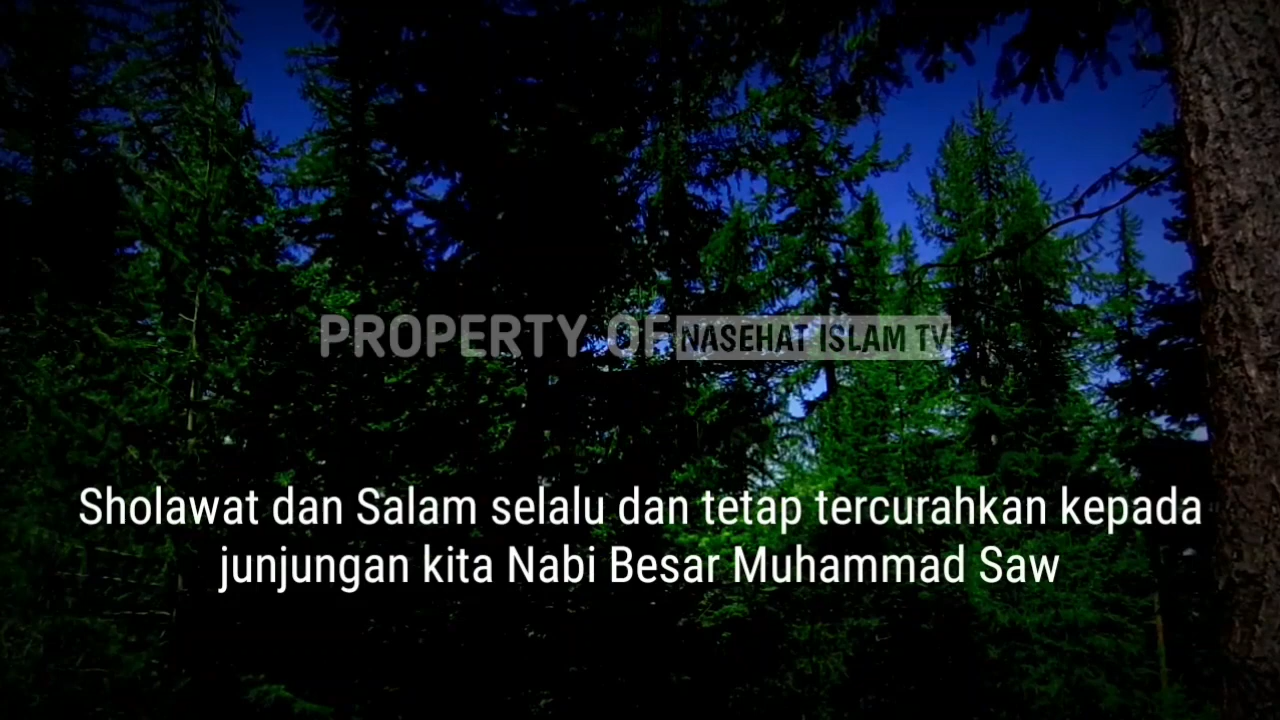 PROPERTY OF NASEHAT ISLAM TV
Sholawat dan Salam selalu dan tetap tercurahkan kepada
junjungan kita Nabi Besar Muhammad Saw